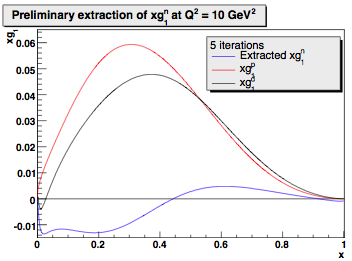 Preliminary extraction of xg₁ⁿ at Q² = 10 GeV²
xg₁
5 iterations
Extracted xg₁ⁿ
xg₁ᵖ
xg₁ᵈ
0.06
0.05
0.04
0.03
0.02
0.01
0
-0.01
0 0.2 0.4 0.6 0.8 1
x